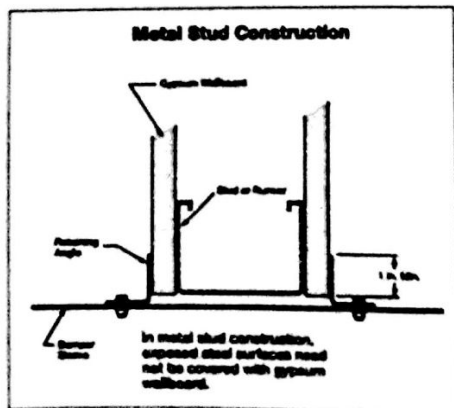 Metal Stud Construction
Gypsum Wallboard
Stud or Runner
Retaining
Angle
1 in. Min.
Damper
Sleeve
In metal stud construction,
exposed steel surfaces need
not be covered with gypsum
wallboard.